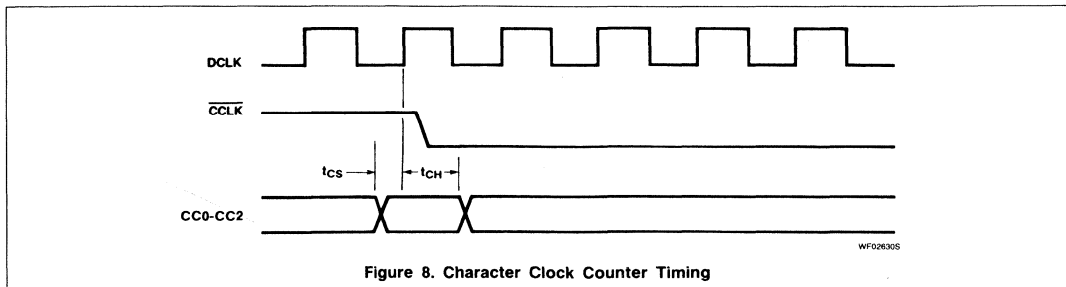 DCLK
CCLK
tCS
tCH
CC0-CC2
WF02630S
Figure 8. Character Clock Counter Timing